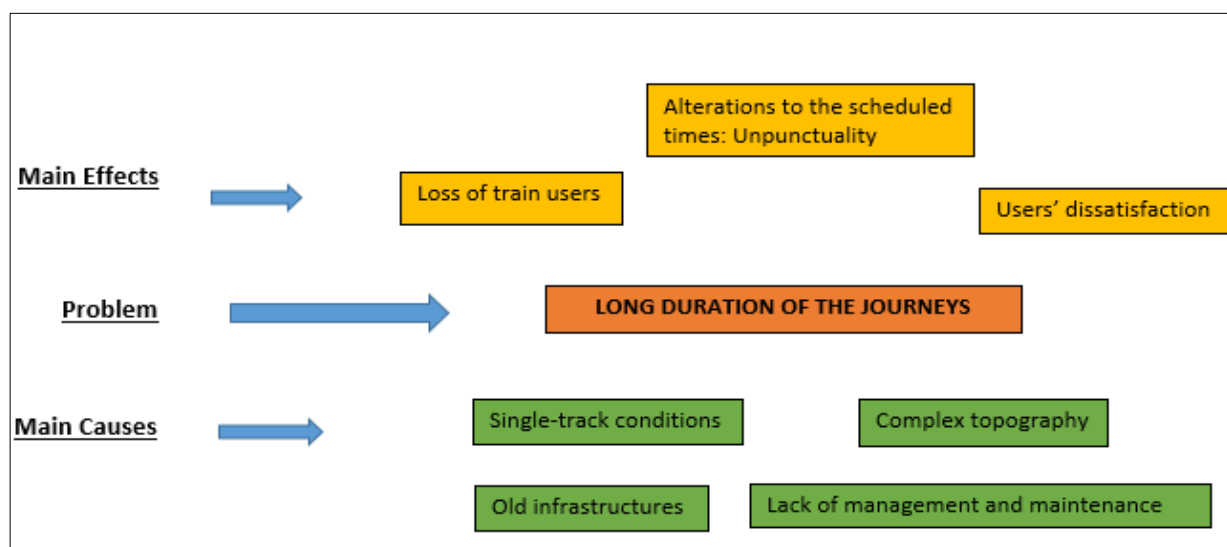 Alterations to the scheduled
times: Unpunctuality
Main Effects
Loss of train users
Users’ dissatisfaction
Problem
LONG DURATION OF THE JOURNEYS
Main Causes
Single-track conditions
Complex topography
Old infrastructures
Lack of management and maintenance